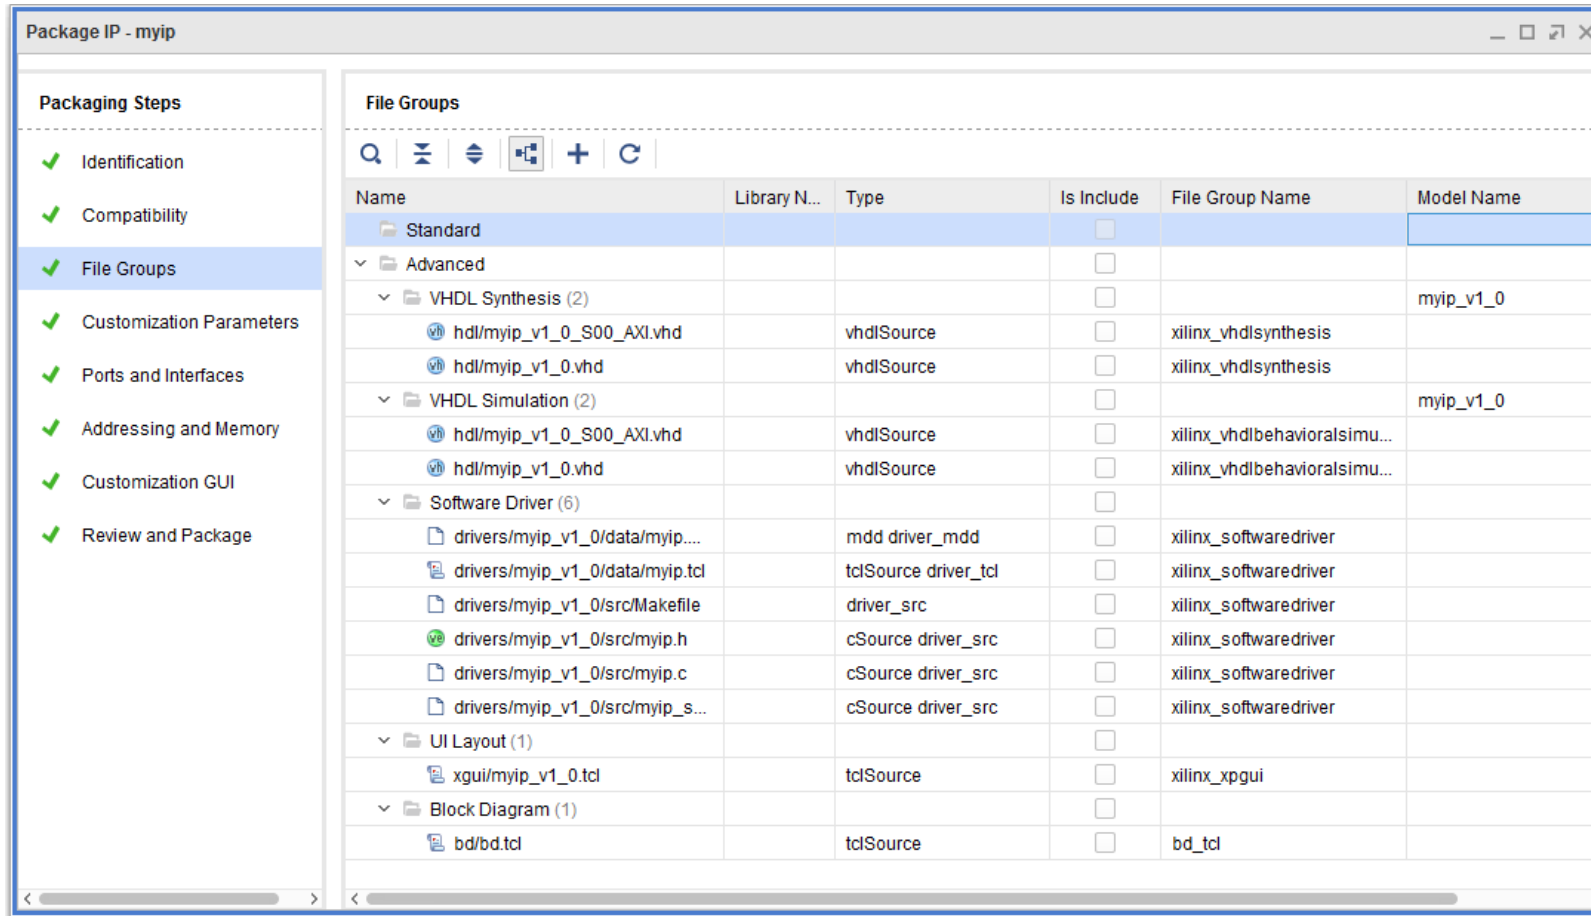 Package IP - myip
Packaging Steps
Identification
Compatibility
File Groups
Customization Parameters
Ports and Interfaces
Addressing and Memory
Customization GUI
Review and Package
File Groups
Name Library N... Type Is Include File Group Name Model Name
Standard
Advanced
VHDL Synthesis (2) myip_v1_0
hdl/myip_v1_0_S00_AXI.vhd vhdlSource xilinx_vhdlsynthesis
hdl/myip_v1_0.vhd vhdlSource xilinx_vhdlsynthesis
VHDL Simulation (2) myip_v1_0
hdl/myip_v1_0_S00_AXI.vhd vhdlSource xilinx_vhdlbehavioralsimu...
hdl/myip_v1_0.vhd vhdlSource xilinx_vhdlbehavioralsimu...
Software Driver (6)
drivers/myip_v1_0/data/myip.... mdd driver_mdd xilinx_softwaredriver
drivers/myip_v1_0/data/myip.tcl tclSource driver_tcl xilinx_softwaredriver
drivers/myip_v1_0/src/Makefile driver_src xilinx_softwaredriver
drivers/myip_v1_0/src/myip.h cSource driver_src xilinx_softwaredriver
drivers/myip_v1_0/src/myip.c cSource driver_src xilinx_softwaredriver
drivers/myip_v1_0/src/myip_s... cSource driver_src xilinx_softwaredriver
UI Layout (1)
xgui/myip_v1_0.tcl tclSource xilinx_xpgui
Block Diagram (1)
bd/bd.tcl tclSource bd_tcl